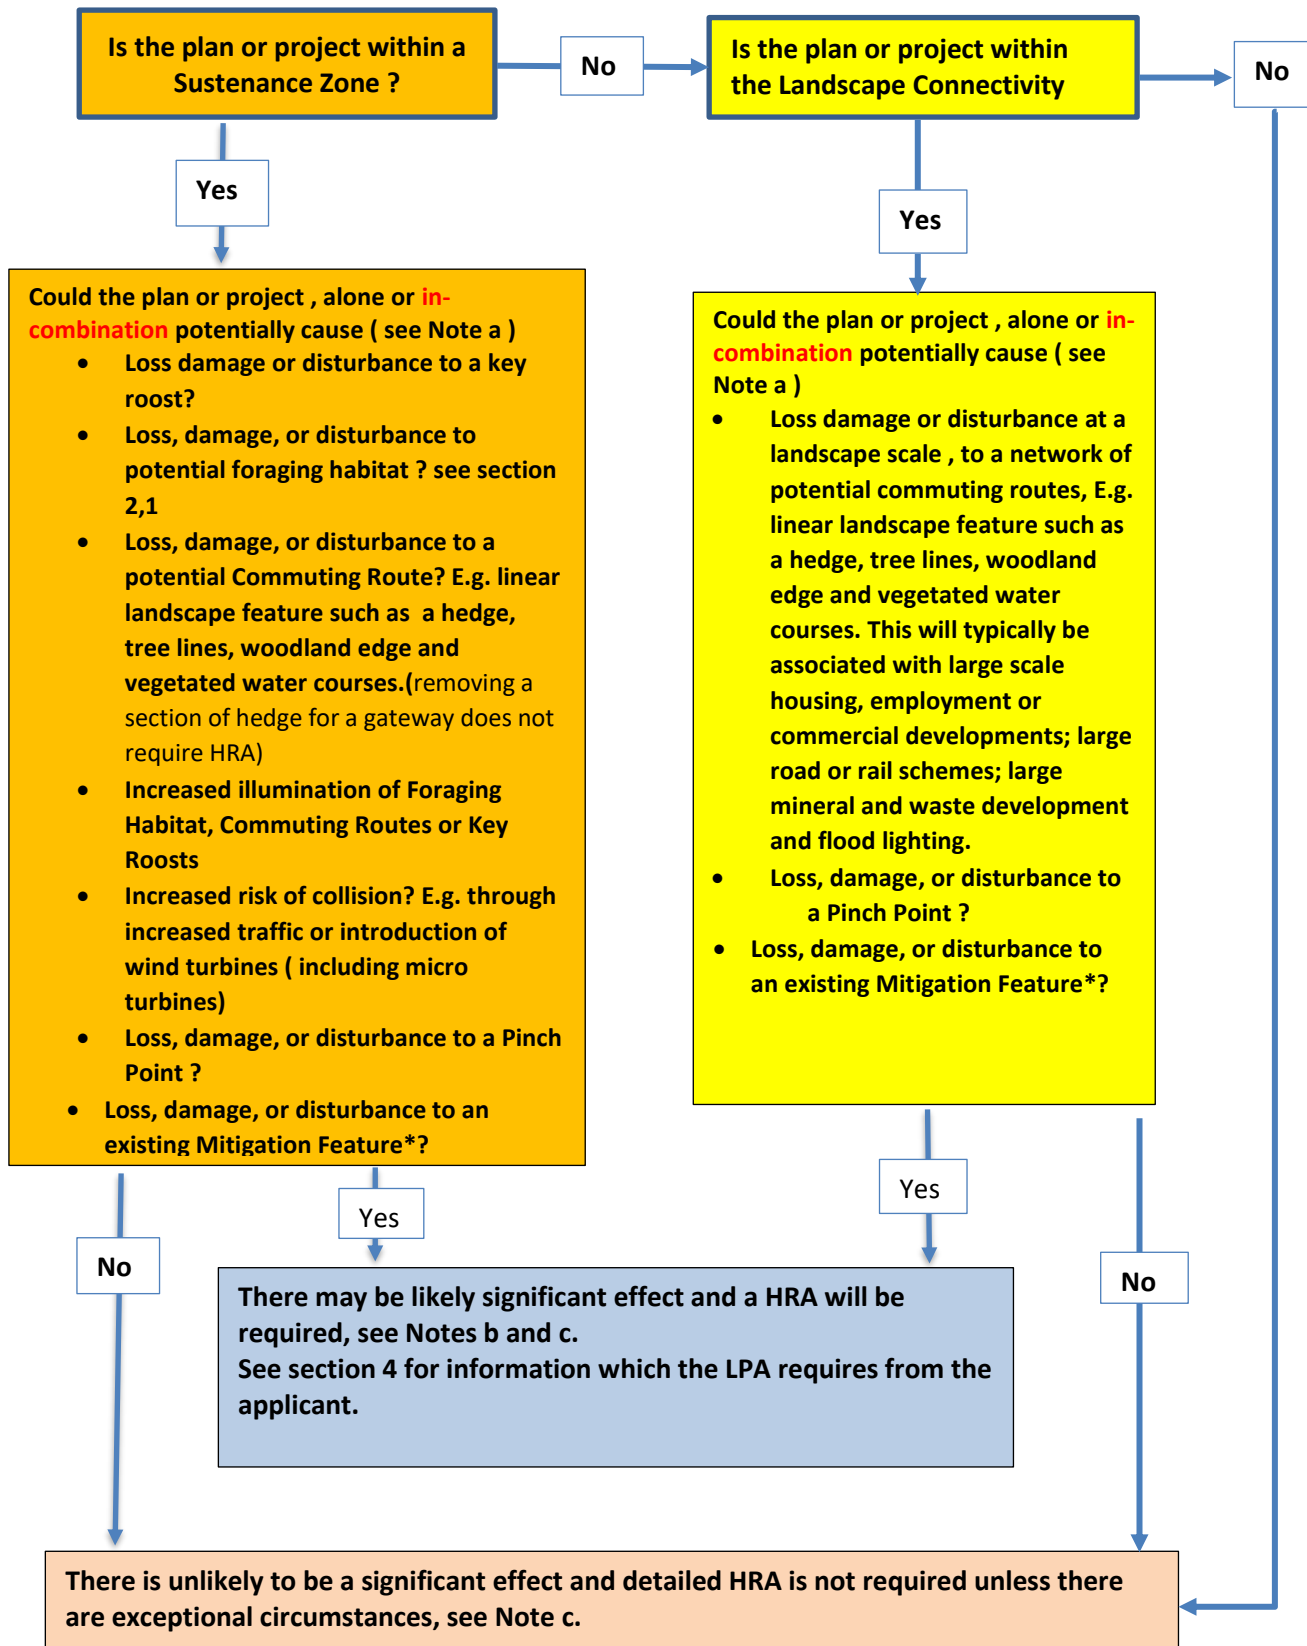 Is the plan or project within a
Sustenance Zone ?
No
Is the plan or project within
the Landscape Connectivity
No
Yes
Yes
Could the plan or project , alone or in-
combination potentially cause ( see Note a )
• Loss damage or disturbance to a key
roost?
• Loss, damage, or disturbance to
potential foraging habitat ? see section
2,1
• Loss, damage, or disturbance to a
potential Commuting Route? E.g. linear
landscape feature such as a hedge,
tree lines, woodland edge and
vegetated water courses.(removing a
section of hedge for a gateway does not
require HRA)
• Increased illumination of Foraging
Habitat, Commuting Routes or Key
Roosts
• Increased risk of collision? E.g. through
increased traffic or introduction of
wind turbines ( including micro
turbines)
• Loss, damage, or disturbance to a Pinch
Point ?
• Loss, damage, or disturbance to an
existing Mitigation Feature*?
Could the plan or project , alone or in-
combination potentially cause ( see
Note a )
• Loss damage or disturbance at a
landscape scale , to a network of
potential commuting routes, E.g.
linear landscape feature such as
a hedge, tree lines, woodland
edge and vegetated water
courses. This will typically be
associated with large scale
housing, employment or
commercial developments; large
road or rail schemes; large
mineral and waste development
and flood lighting.
• Loss, damage, or disturbance to
a Pinch Point ?
• Loss, damage, or disturbance to
an existing Mitigation Feature*?
Yes
Yes
No
No
There may be likely significant effect and a HRA will be
required, see Notes b and c.
See section 4 for information which the LPA requires from the
applicant.
There is unlikely to be a significant effect and detailed HRA is not required unless there
are exceptional circumstances, see Note c.